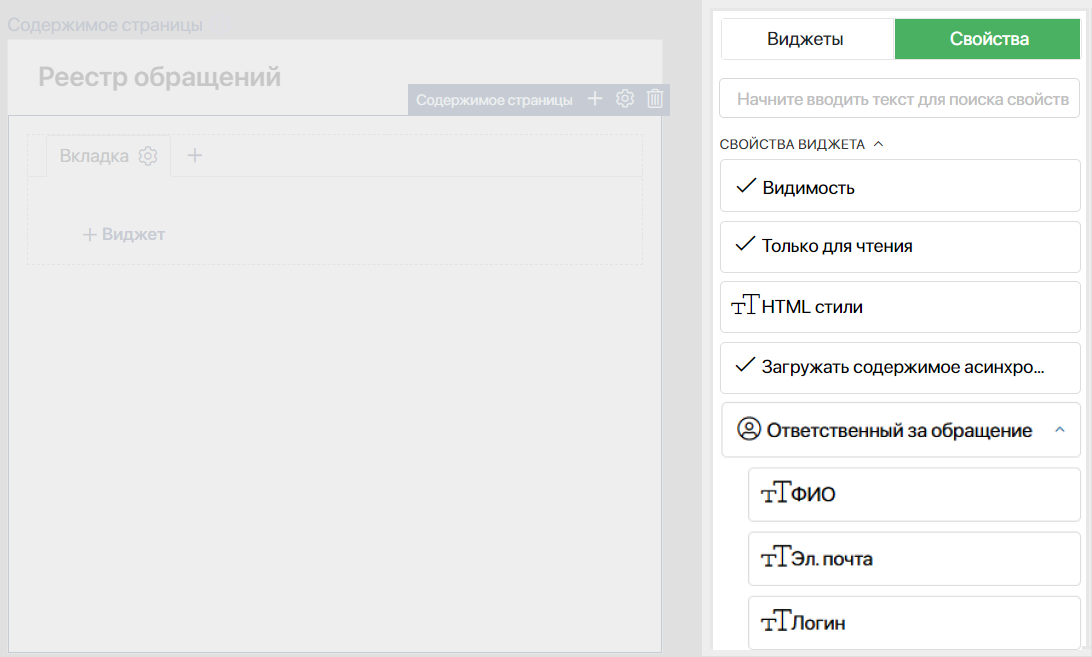 Содержимое страницы
Реестр обращений
Содержимое страницы
Вкладка
Виджет
Виджеты
Свойства
Начните вводить текст для поиска свойств
СВОЙСТВА ВИДЖЕТА
Видимость
Только для чтения
HTML стили
Загружать содержимое асинхро...
Ответственный за обращение
ФИО
Эл. почта
Логин